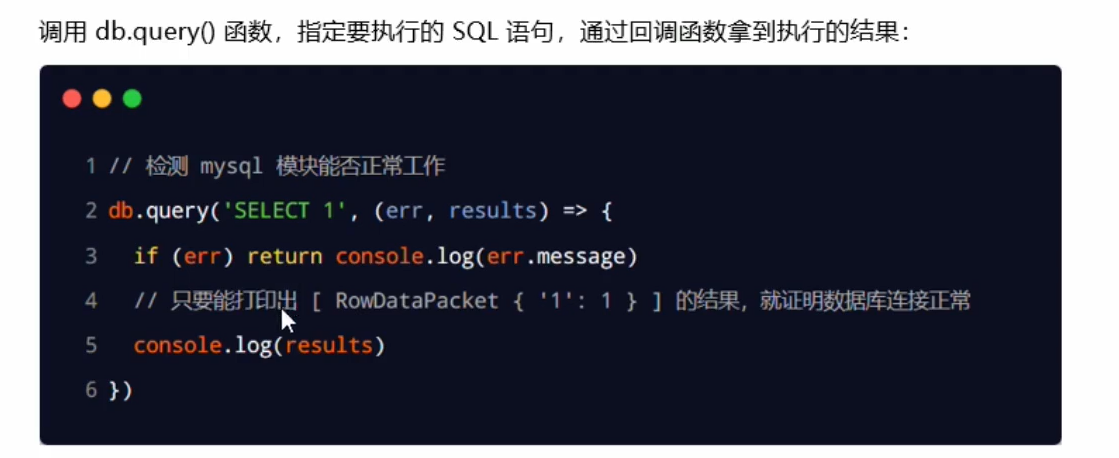 调用 db.query() 函数，指定要执行的 SQL 语句，通过回调函数拿到执行的结果：
1 // 检测 mysql 模块能否正常工作
2 db.query('SELECT 1', (err, results) => {
3 if (err) return console.log(err.message)
4 // 只要能打印出 [ RowDataPacket { '1': 1 } ] 的结果，就证明数据库连接正常
5 console.log(results)
6 })